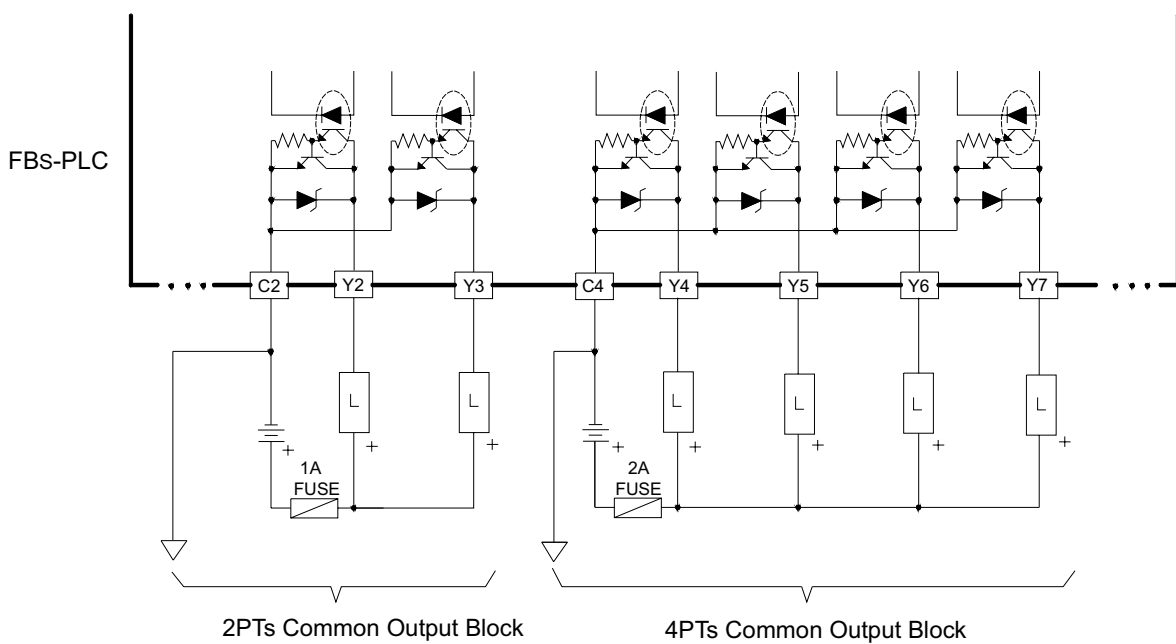 FBs-PLC
C2
Y2
Y3
C4
Y4
Y5
Y6
Y7
L
L
L
L
L
L
+
+
+
+
+
+
+
+
1A
FUSE
2A
FUSE
2PTs Common Output Block
4PTs Common Output Block